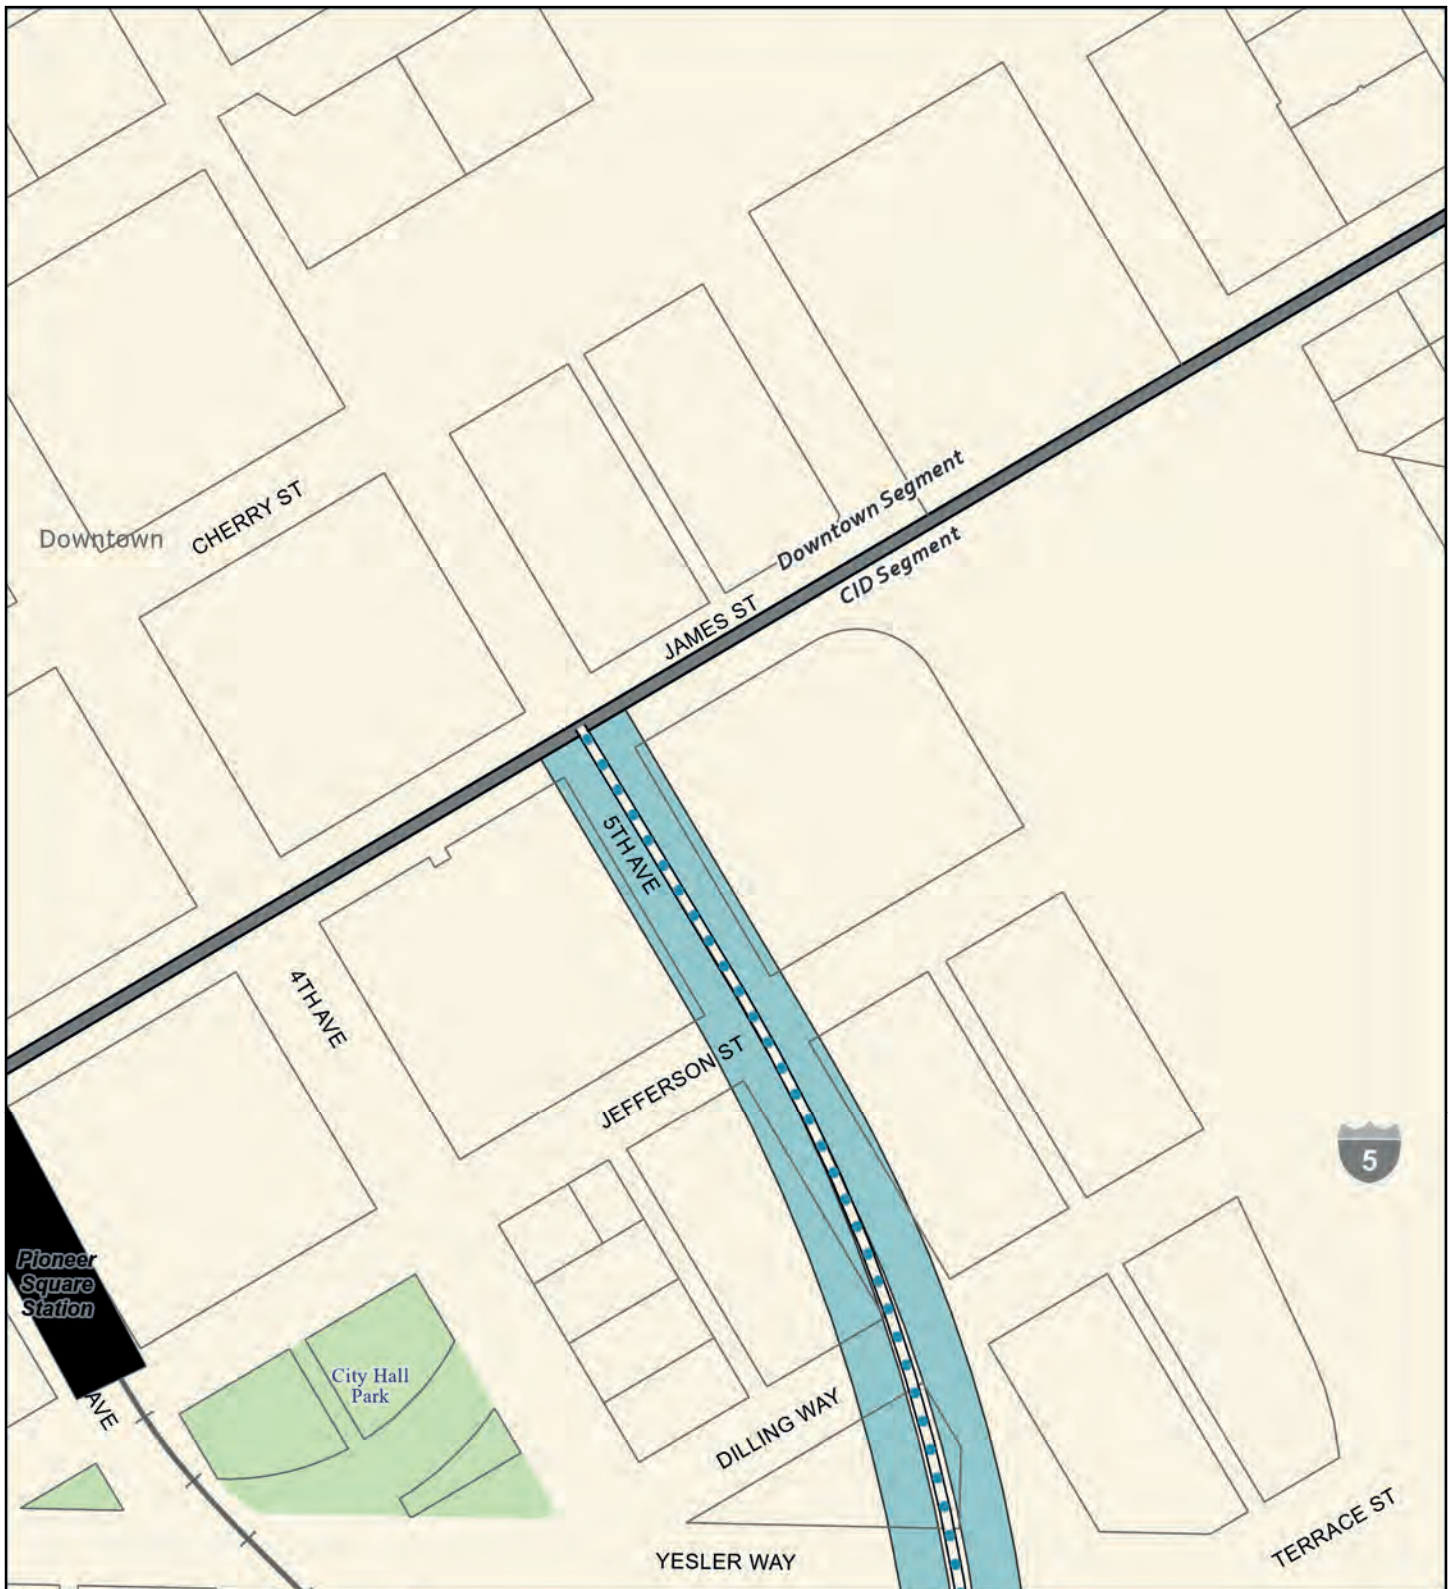 Downtown Segment
CHERRY ST
Downtown
CID Segment
JAMES ST
5TH AVE
4TH AVE
JEFFERSON ST
5
Pioneer
Square
Station
City Hall
Park
AVE
DILLING WAY
TERRACE ST
YESLER WAY